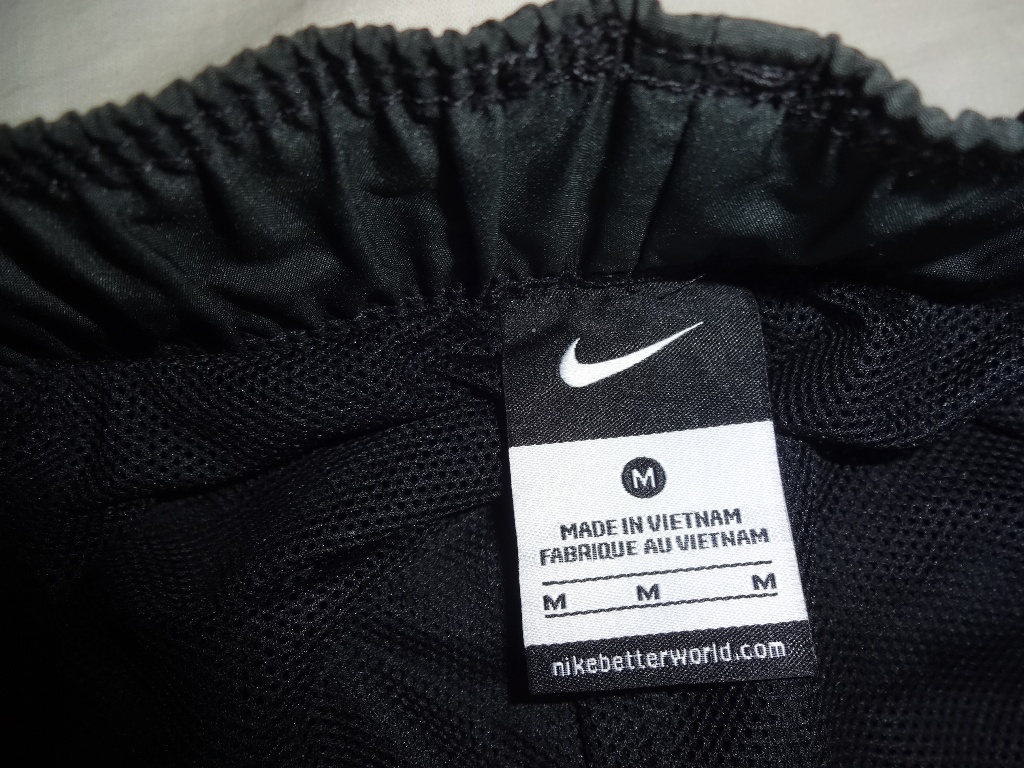 M
MADE IN VIETNAM
FABRIQUE AU VIETNAM
M M M
nikebetterworld.com